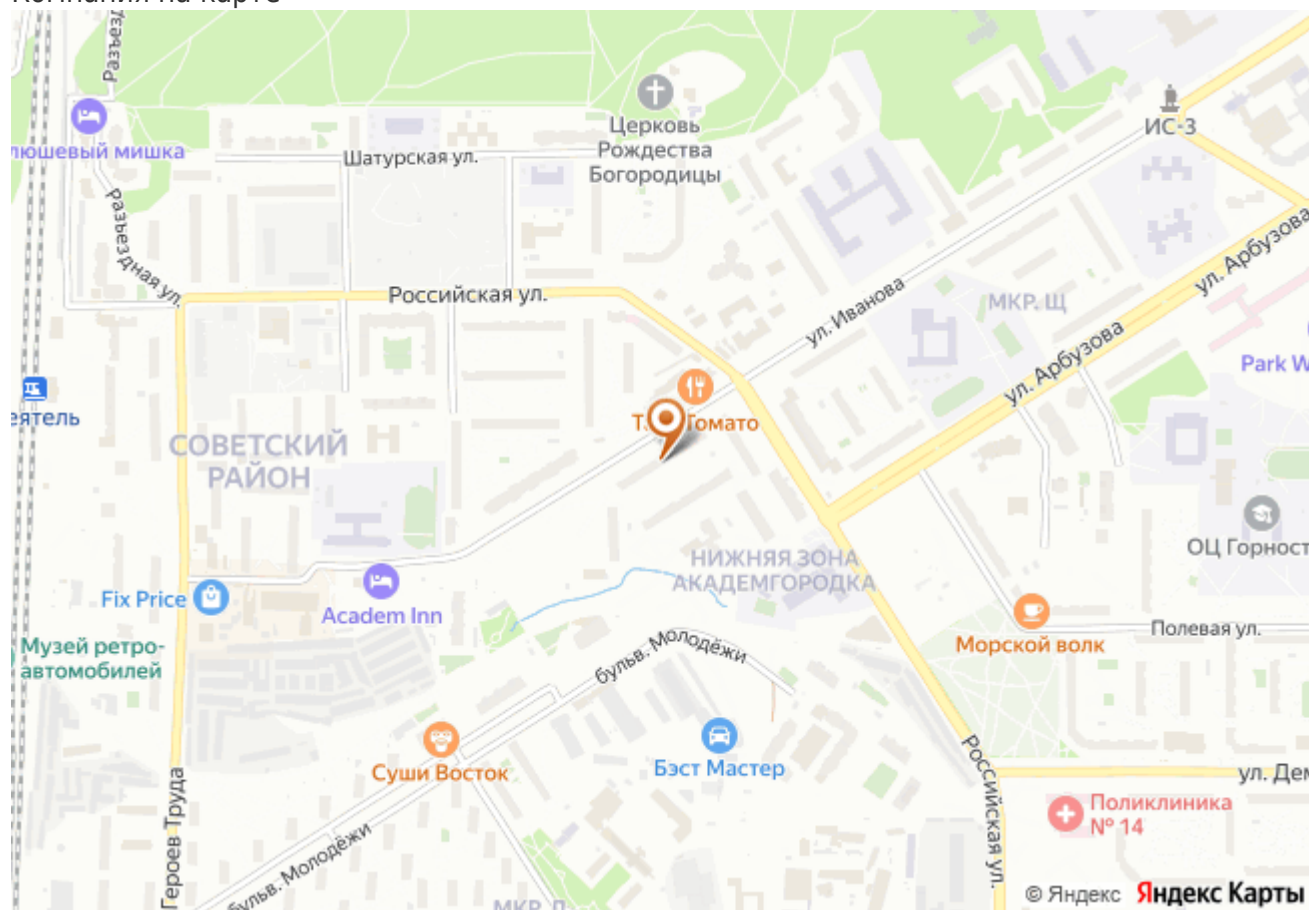 Разъезд
люшевый мишка
Шатурская ул.
Церковь
Рождества
Богородицы
ИС-3
Разъездная ул.
Российская ул.
ул. Иванова
МКР. Щ
ул. Арбузова
ул. Арбузова
Park W
еятель
Томато
СОВЕТСКИЙ
РАЙОН
ОЦ Горност
НИЖНЯЯ ЗОНА
АКАДЕМГОРОДКА
Fix Price
Academ Inn
Музей ретро-
автомобилей
бульв. Молодёжи
Морской волк
Полевая ул.
Суши Восток
Бэст Мастер
Российская ул.
ул. Дем
Героев Труда
Поликлиника
№ 14
бульв. Молодёжи
© Яндекс Яндекс Карты